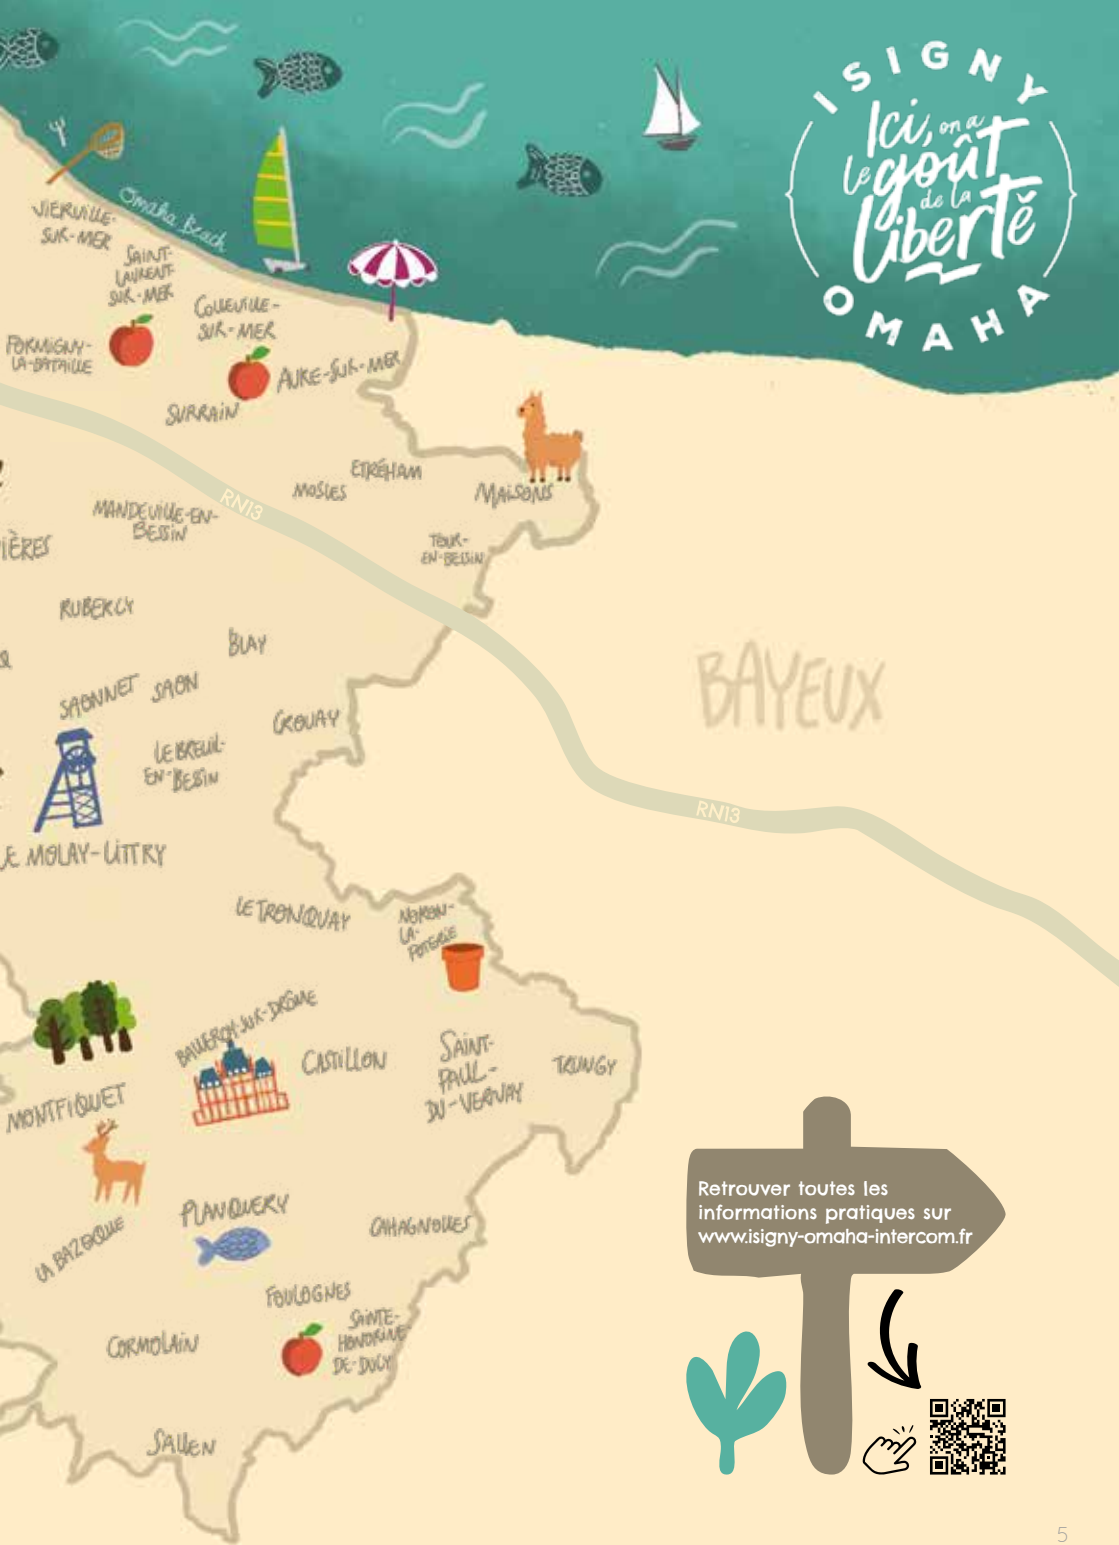 ISIGNY
Ici, on a
le goût
de la
liberté
OMAHA
Omaha Beach
VIERVILLE-
SUR-MER
SAINT-
LAURENT-
SUR-MER
COLLEVILLE-
SUR-MER
FORMIGNY-
LA-BATAILLE
AURE-SUR-MER
SURRAIN
ETRÉHAM
MOSLES
MAISONS
RN13
MANDEVILLE-EN-
BESSIN
TOUR-
EN-BESSIN
IÈRES
RUBERCY
BLAY
BAYEUX
SAONNET
SAON
CROUAY
LE BREUIL-
EN-BESSIN
RN13
LE MOLAY-LITTRY
LE TRONQUAY
NORON-
LA-
POTERIE
BALLEROY-SUR-DRÔME
CASTILLON
SAINT-
PAUL-
DU-VERNAY
TRUNGY
MONTFIQUET
PLANQUERY
CAHAGNOLLES
LA BAZOQUE
FOULOGNES
SAINTE-
HONORINE-
DE-DUCY
CORMOLAIN
SALLEN
Retrouver toutes les
informations pratiques sur
www.isigny-omaha-intercom.fr
5